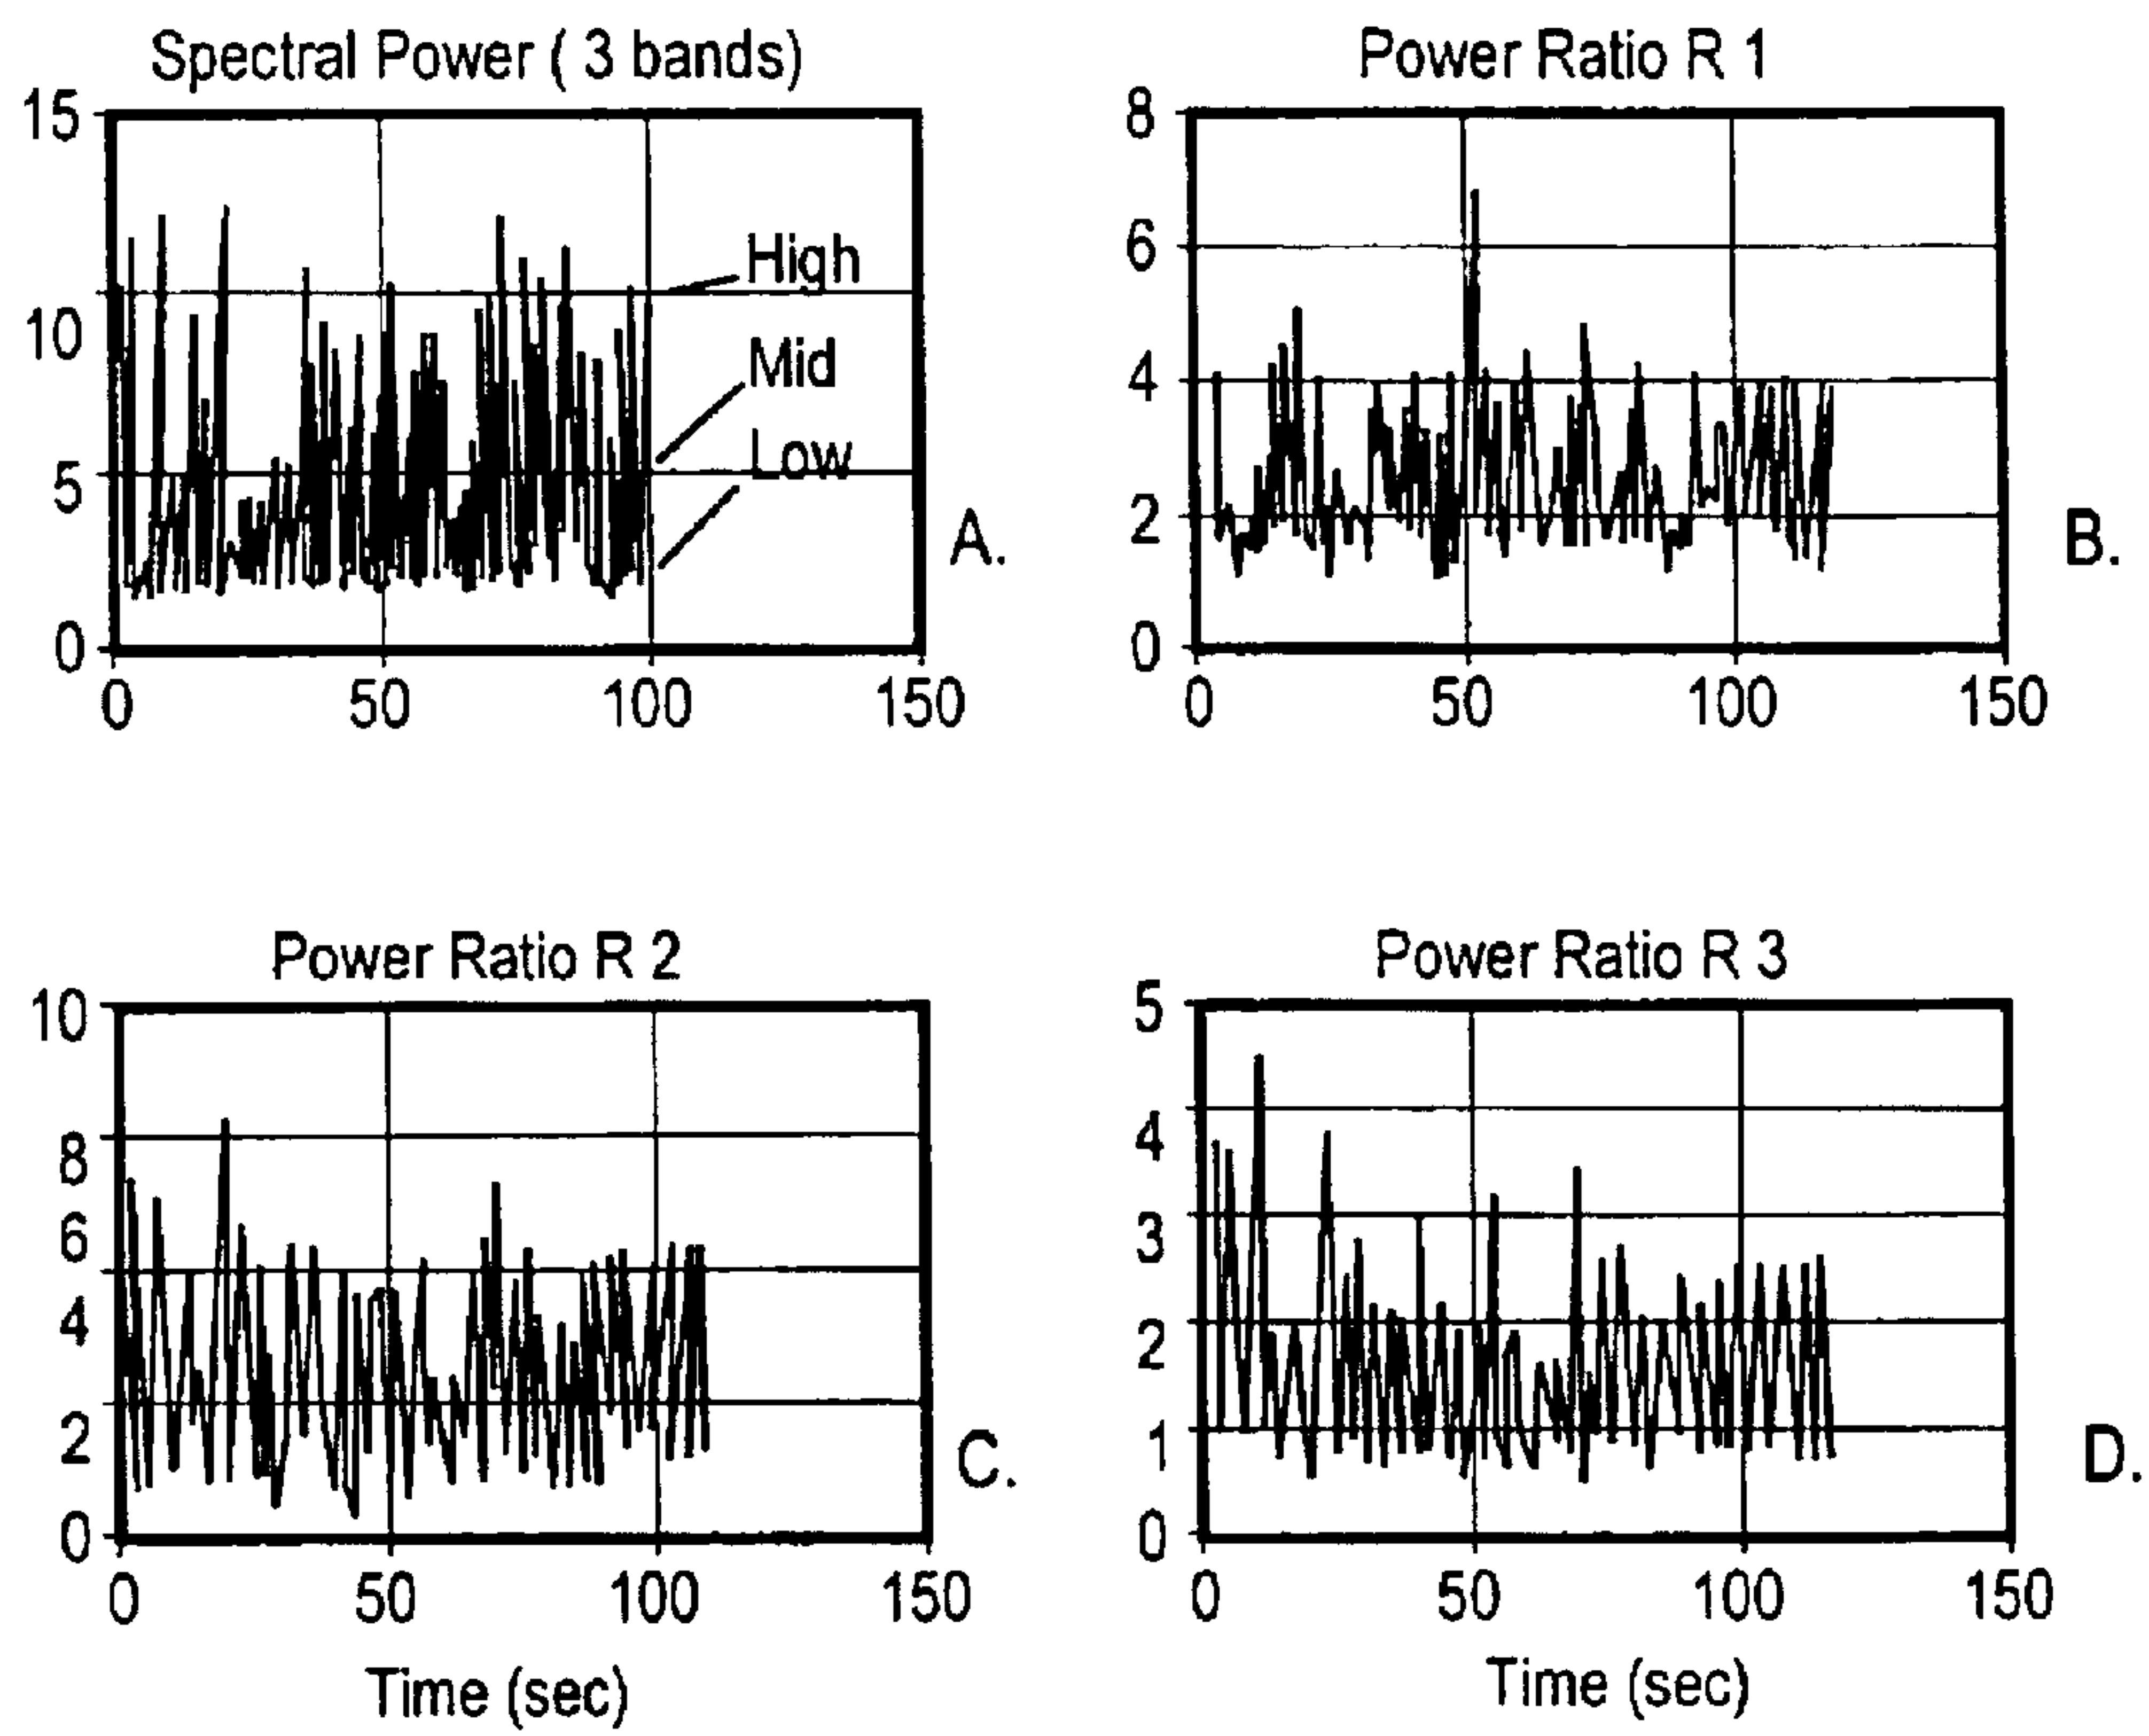 Spectral Power ( 3 bands)
15
10
5
0
High
Mid
Low
0 50 100 150
A.
Power Ratio R 1
8
6
4
2
0
0 50 100 150
B.
Power Ratio R 2
10
8
6
4
2
0
0 50 100 150
Time (sec)
C.
Power Ratio R 3
5
4
3
2
1
0
0 50 100 150
Time (sec)
D.